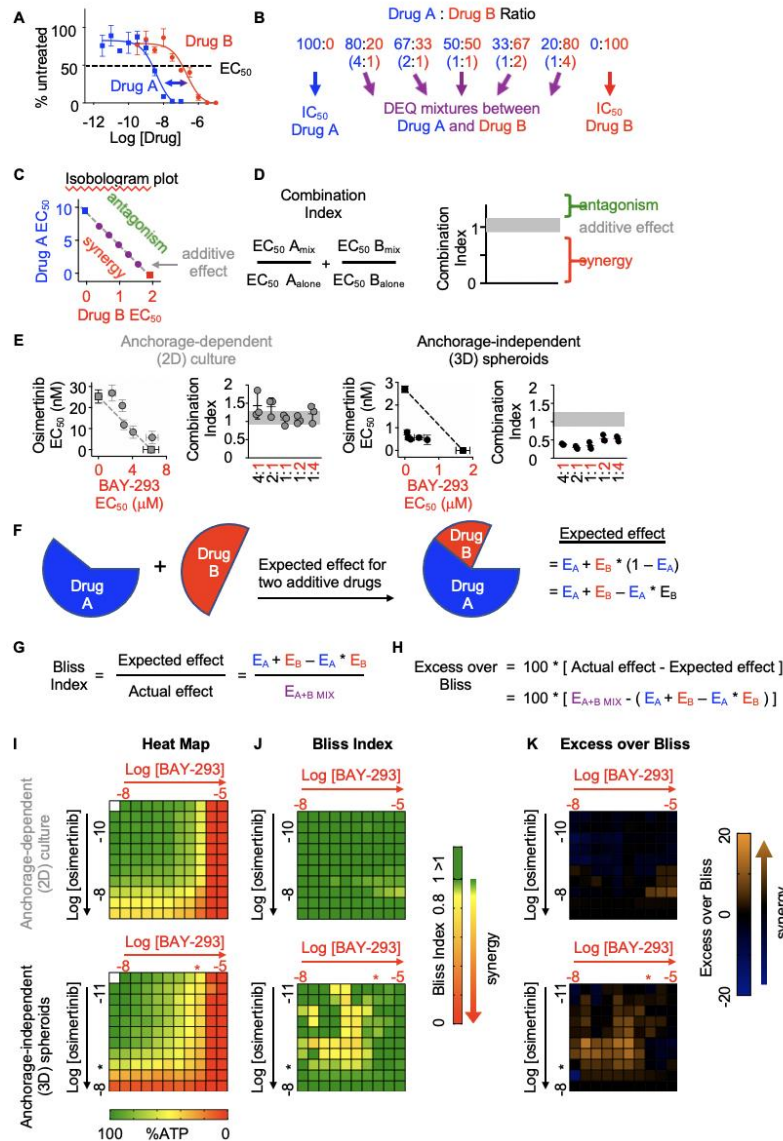 A
% untreated
100
50
0
Drug B
Drug A
EC50
-12 -10 -8 -6
Log [Drug]
B
Drug A : Drug B Ratio
100:0 80:20 67:33 50:50 33:67 20:80 0:100
(4:1) (2:1) (1:1) (1:2) (1:4)
IC50
Drug A
DEQ mixtures between
Drug A and Drug B
IC50
Drug B
C
Isobologram plot
Drug A EC50
10
5
0
antagonism
synergy
additive
effect
0 1 2
Drug B EC50
D
Combination
Index
EC50 Amix
EC50 Aalone
+
EC50 Bmix
EC50 Balone
Combination
Index
1
0
antagonism
additive effect
synergy
E
Anchorage-dependent
(2D) culture
Anchorage-independent
(3D) spheroids
Osimertinib
EC50 (nM)
30
20
10
0
0 4 8
BAY-293
EC50 (μM)
Combination
Index
2
1.5
1
0.5
0
4:1 2:1 1:1 1:2 1:4
Osimertinib
EC50 (nM)
3
2
1
0
0 1 2
BAY-293
EC50 (μM)
Combination
Index
2
1.5
1
0.5
0
4:1 2:1 1:1 1:2 1:4
F
Drug
A
+
Drug
B
Expected effect for
two additive drugs
Drug
B
Drug
A
Expected effect
= EA + EB * (1 – EA)
= EA + EB – EA * EB
G
Bliss
Index
=
Expected effect
Actual effect
=
EA + EB – EA * EB
EA+B MIX
H
Excess over
Bliss
= 100 * [ Actual effect - Expected effect ]
= 100 * [ EA+B MIX - ( EA + EB – EA * EB ) ]
I
Heat Map
J
Bliss Index
K
Excess over Bliss
Anchorage-dependent
(2D) culture
Log [BAY-293]
-8 -5
Log [osimertinib]
-10
-8
Log [BAY-293]
-8 -5
Log [osimertinib]
-10
-8
Log [BAY-293]
-8 -5
Log [osimertinib]
-10
-8
Anchorage-independent
(3D) spheroids
Log [BAY-293]
-8 * -5
Log [osimertinib]
-11
*
-8
Log [BAY-293]
-8 * -5
Log [osimertinib]
-11
*
-8
Log [BAY-293]
-8 * -5
Log [osimertinib]
-11
*
-8
Bliss Index
0 0.8 1 >1
synergy
Excess over Bliss
20
0
-20
synergy
100 %ATP 0